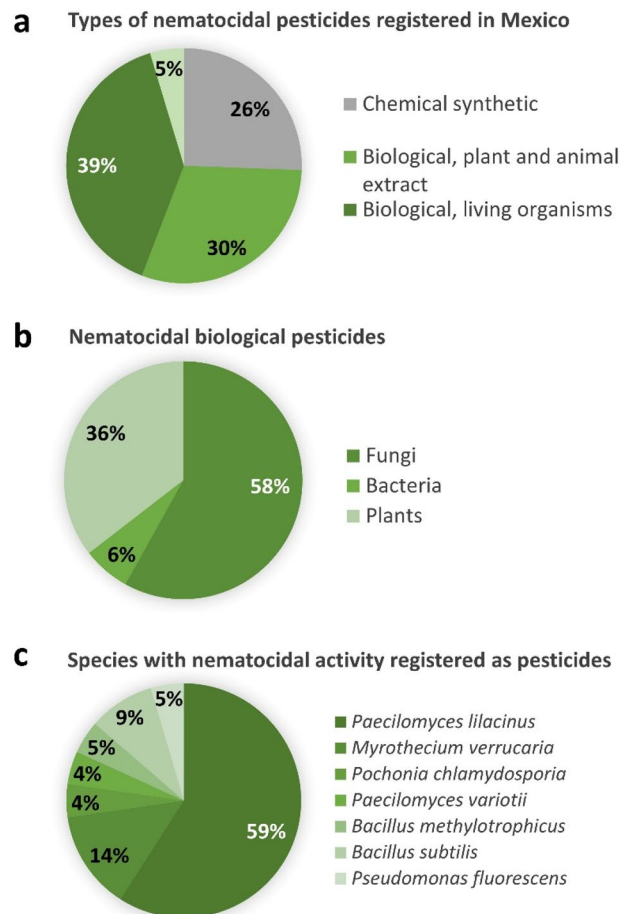 a Types of nematocidal pesticides registered in Mexico
5%
26%
39%
30%
Chemical synthetic
Biological, plant and animal
extract
Biological, living organisms
b Nematocidal biological pesticides
36%
58%
6%
Fungi
Bacteria
Plants
c Species with nematocidal activity registered as pesticides
5%
9%
5%
4%
4%
14%
59%
Paecilomyces lilacinus
Myrothecium verrucaria
Pochonia chlamydosporia
Paecilomyces variotii
Bacillus methylotrophicus
Bacillus subtilis
Pseudomonas fluorescens